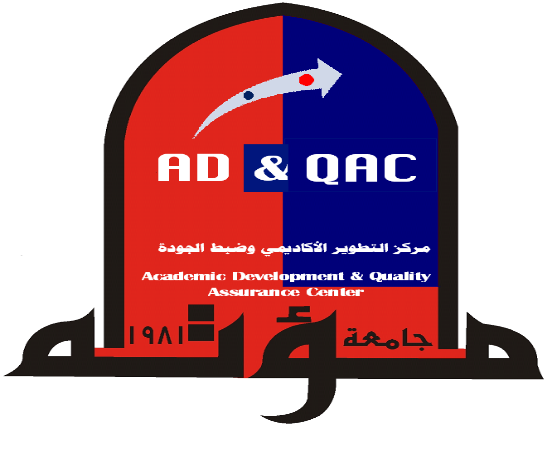 AD & QAC
مركز التطوير الأكاديمي وضبط الجودة
Academic Development & Quality
Assurance Center
جامعة
مؤتة
١٩٨١